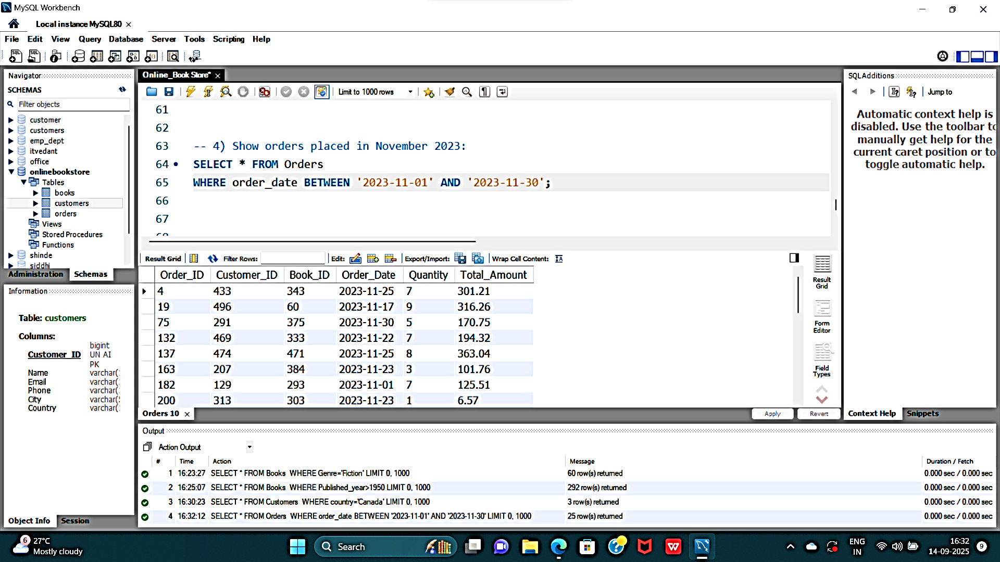 MySQL Workbench
Local instance MySQL80
File Edit View Query Database Server Tools Scripting Help
Navigator
SCHEMAS
Filter objects
customer
customers
emp_dept
itvedant
office
onlinebookstore
Tables
books
customers
orders
Views
Stored Procedures
Functions
shinde
siddhi
Administration Schemas
Information
Table: customers
Columns:
Customer_ID bigint UN AI PK
Name varchar(
Email varchar(
Phone varchar(
City varchar(
Country varchar(
Object Info Session
Online_Book Store*
Limit to 1000 rows
61
62
63 -- 4) Show orders placed in November 2023:
64 SELECT * FROM Orders
65 WHERE order_date BETWEEN '2023-11-01' AND '2023-11-30';
66
67
Result Grid Filter Rows: Edit: Export/Import: Wrap Cell Content:
Order_ID Customer_ID Book_ID Order_Date Quantity Total_Amount
4 433 343 2023-11-25 7 301.21
19 496 60 2023-11-17 9 316.26
75 291 375 2023-11-30 5 170.75
132 469 333 2023-11-22 7 194.32
137 474 471 2023-11-25 8 363.04
163 207 384 2023-11-23 3 101.76
182 129 293 2023-11-01 7 125.51
200 313 303 2023-11-23 1 6.57
Result Grid
Form Editor
Field Types
Orders 10
Apply Revert
SQLAdditions
Jump to
Automatic context help is
disabled. Use the toolbar to
manually get help for the
current caret position or to
toggle automatic help.
Context Help Snippets
Output
Action Output
# Time Action Message Duration / Fetch
1 16:23:27 SELECT * FROM Books WHERE Genre='Fiction' LIMIT 0, 1000 60 row(s) returned 0.000 sec / 0.000 sec
2 16:25:07 SELECT * FROM Books WHERE Published_year>1950 LIMIT 0, 1000 292 row(s) returned 0.000 sec / 0.000 sec
3 16:30:23 SELECT * FROM Customers WHERE country='Canada' LIMIT 0, 1000 3 row(s) returned 0.000 sec / 0.000 sec
4 16:32:12 SELECT * FROM Orders WHERE order_date BETWEEN '2023-11-01' AND '2023-11-30' LIMIT 0, 1000 25 row(s) returned 0.000 sec / 0.000 sec
6 27°C
Mostly cloudy
Search
ENG
IN
16:32
14-09-2025
9